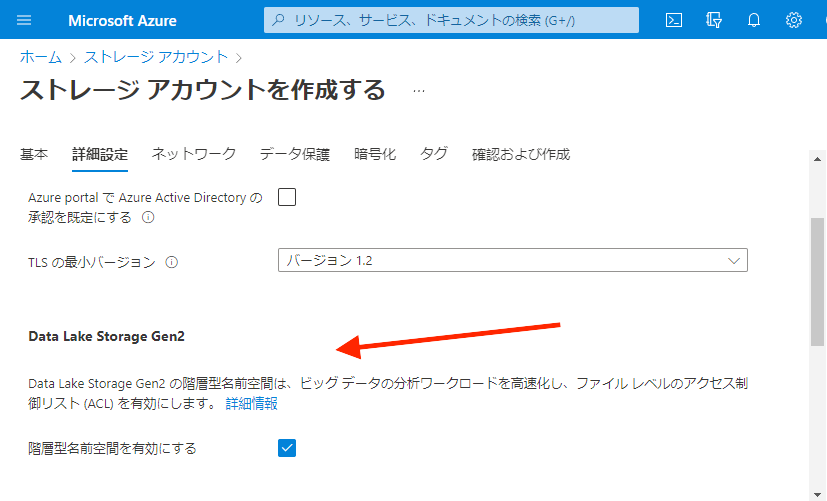 Microsoft Azure
リソース、サービス、ドキュメントの検索 (G+/)
ホーム > ストレージ アカウント >
ストレージ アカウントを作成する ...
基本 詳細設定 ネットワーク データ保護 暗号化 タグ 確認および作成
Azure portal で Azure Active Directory の
承認を既定にする
TLS の最小バージョン
バージョン 1.2
Data Lake Storage Gen2
Data Lake Storage Gen2 の階層型名前空間は、ビッグ データの分析ワークロードを高速化し、ファイル レベルのアクセス制
御リスト (ACL) を有効にします。 詳細情報
階層型名前空間を有効にする